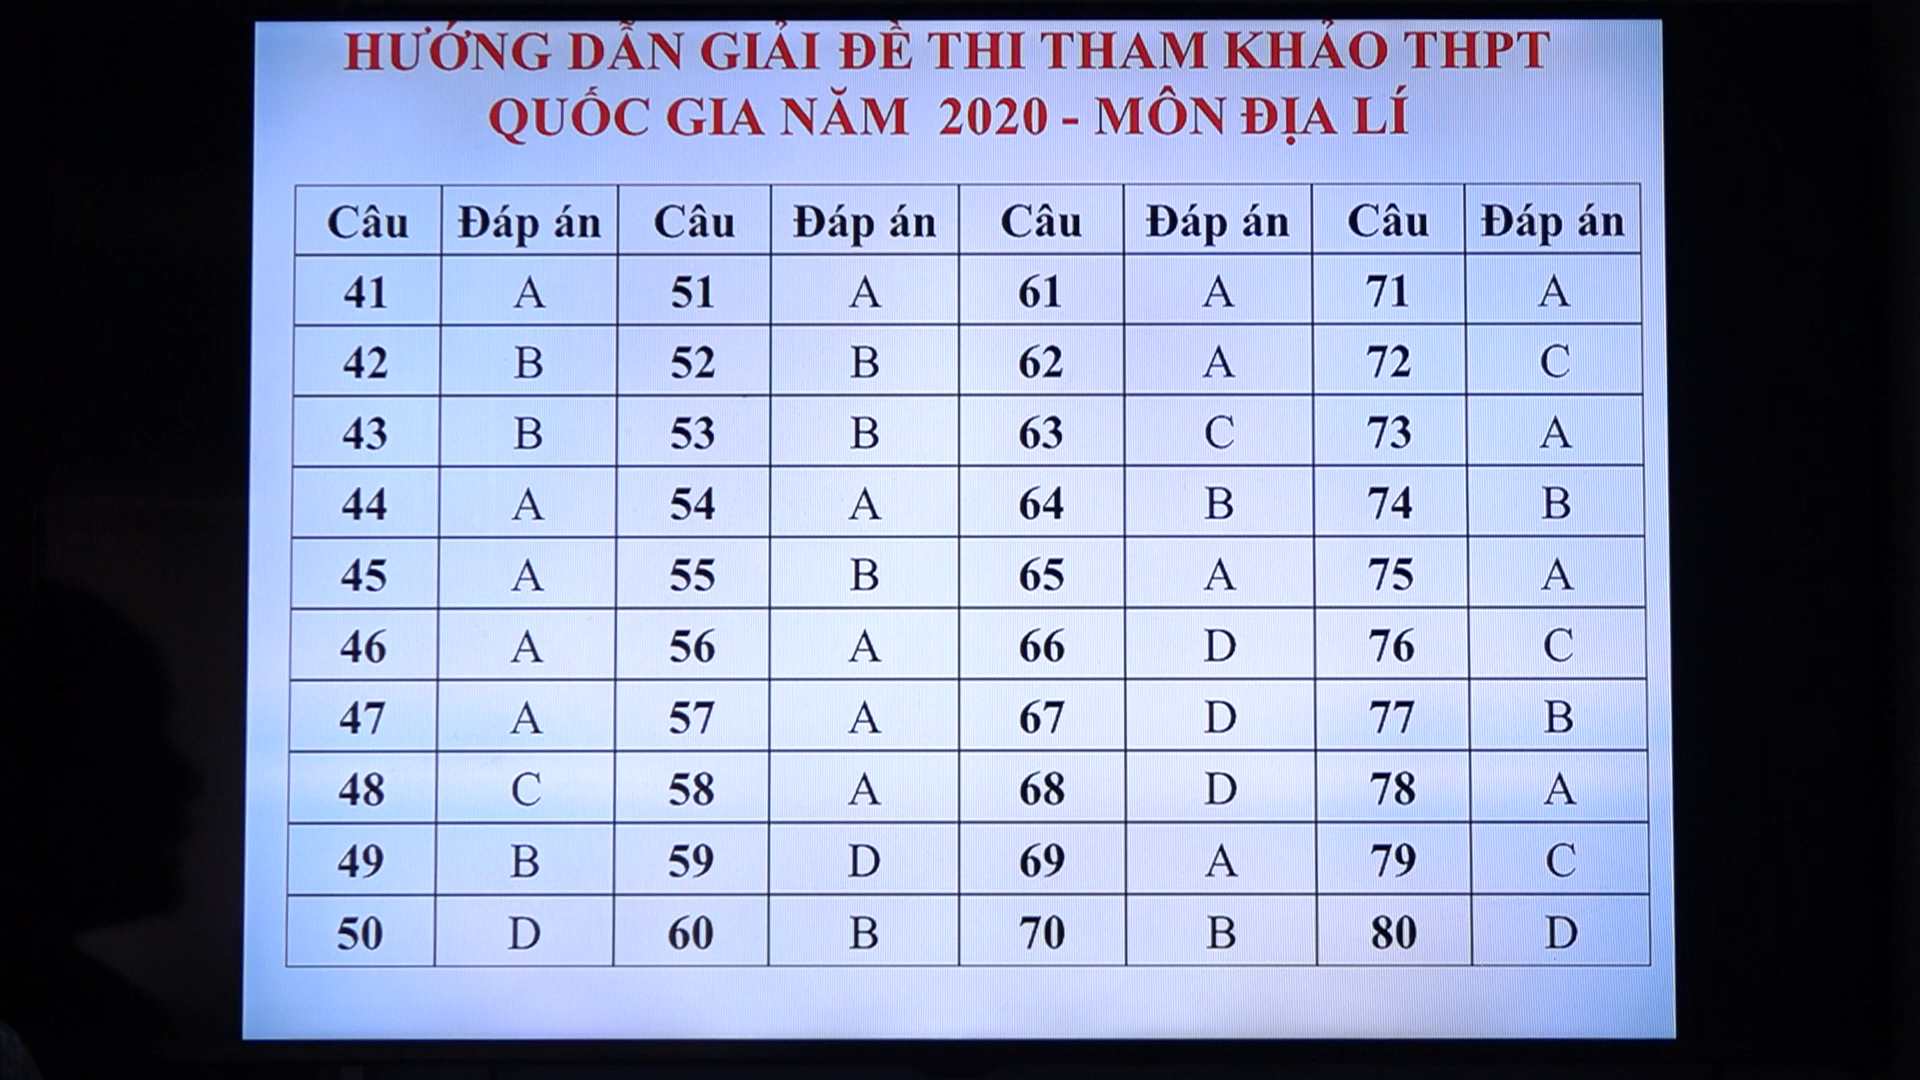 HƯỚNG DẪN GIẢI ĐỀ THI THAM KHẢO THPT
QUỐC GIA NĂM 2020 - MÔN ĐỊA LÍ
Câu Đáp án Câu Đáp án Câu Đáp án Câu Đáp án
41 A 51 A 61 A 71 A
42 B 52 B 62 A 72 C
43 B 53 B 63 C 73 A
44 A 54 A 64 B 74 B
45 A 55 B 65 A 75 A
46 A 56 A 66 D 76 C
47 A 57 A 67 D 77 B
48 C 58 A 68 D 78 A
49 B 59 D 69 A 79 C
50 D 60 B 70 B 80 D